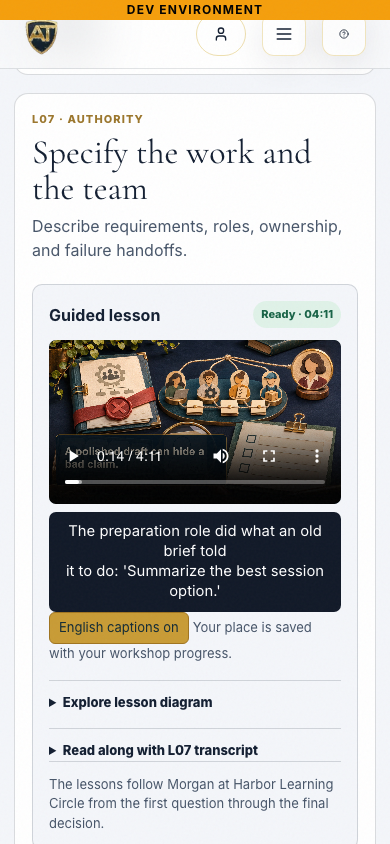 DEV ENVIRONMENT
AT
L07 · AUTHORITY
Specify the work and
the team
Describe requirements, roles, ownership,
and failure handoffs.
Guided lesson
Ready · 04:11
A polished draft can hide a
bad claim.
0:14 / 4:11
The preparation role did what an old
brief told
it to do: 'Summarize the best session
option.'
English captions on Your place is saved
with your workshop progress.
Explore lesson diagram
Read along with L07 transcript
The lessons follow Morgan at Harbor Learning
Circle from the first question through the final
decision.